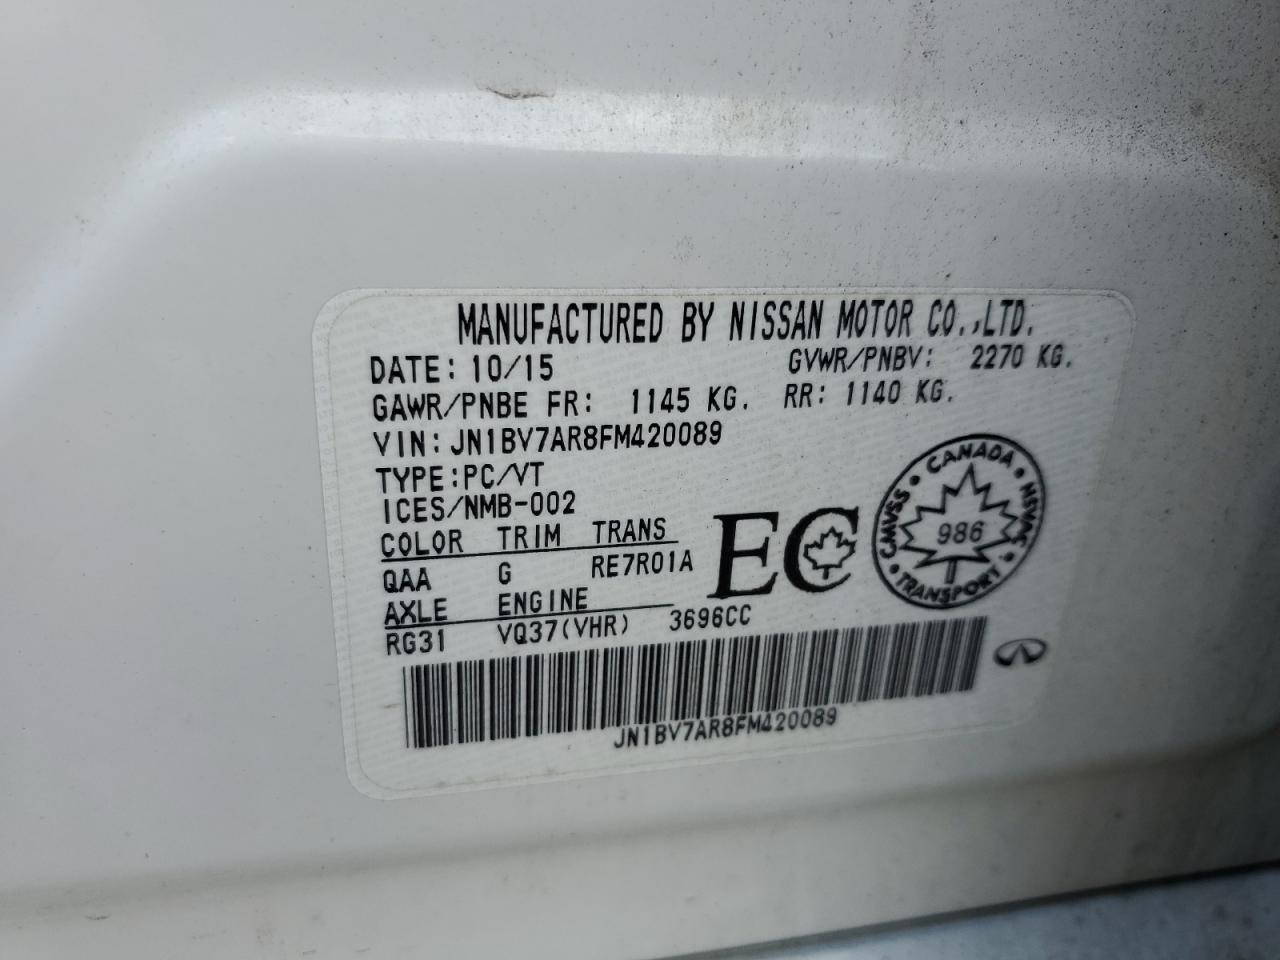 MANUFACTURED BY NISSAN MOTOR CO.,LTD.
DATE: 10/15 GVWR/PNBV: 2270 KG.
GAWR/PNBE FR: 1145 KG. RR: 1140 KG.
VIN: JN1BV7AR8FM420089
TYPE:PC/VT
ICES/NMB-002
COLOR TRIM TRANS
QAA G RE7R01A
AXLE ENGINE
RG31 VQ37(VHR) 3696CC
EC
CANADA
CMVSS NSVAC
986
TRANSPORT
JN1BV7AR8FM420089